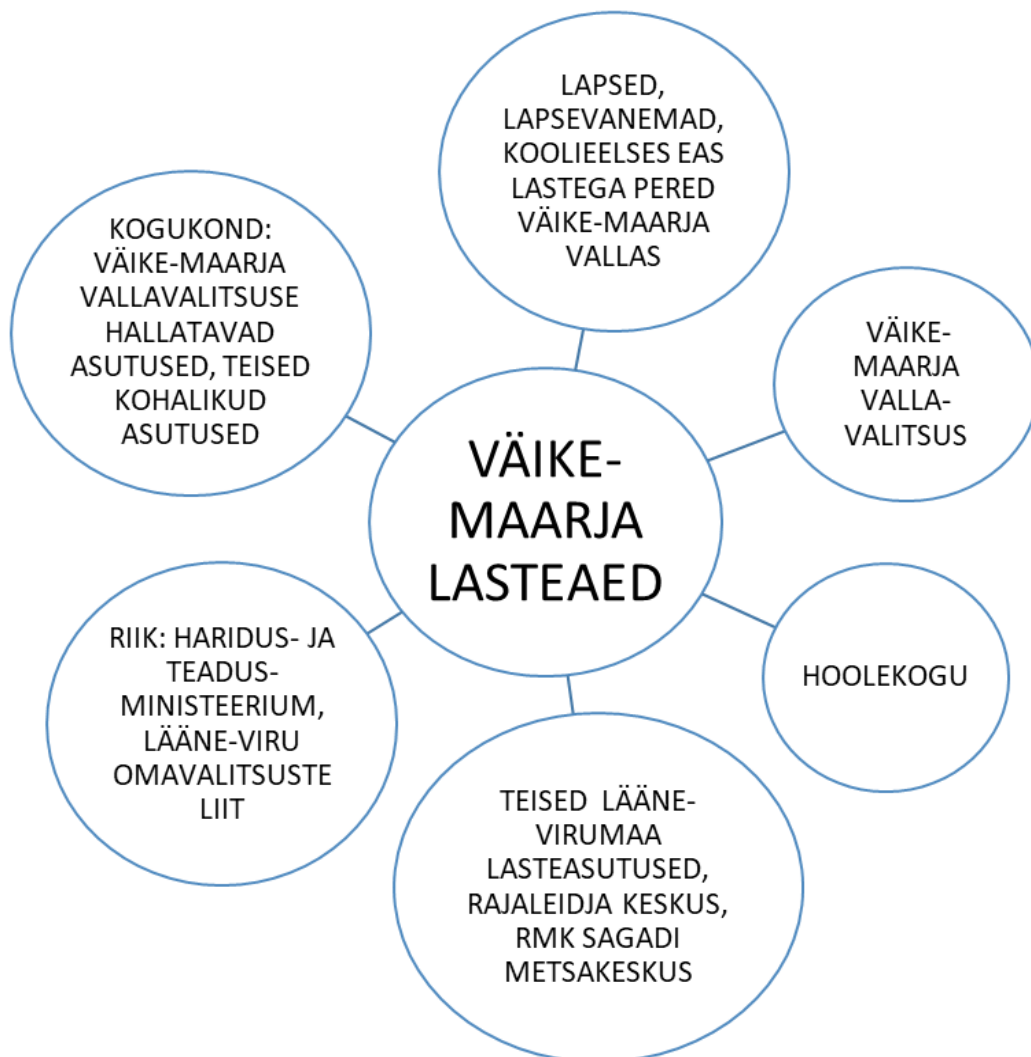 LAPSED,
LAPSEVANEMAD,
KOOLIEELSES EAS
LASTEGA PERED
VÄIKE-MAARJA
VALLAS
KOGUKOND:
VÄIKE-MAARJA
VALLAVALITSUSE
HALLATAVAD
ASUTUSED, TEISED
KOHALIKUD
ASUTUSED
VÄIKE-
MAARJA
VALLA-
VALITSUS
VÄIKE-
MAARJA
LASTEAED
RIIK: HARIDUS- JA
TEADUS-
MINISTEERIUM,
LÄÄNE-VIRU
OMAVALITSUSTE
LIIT
HOOLEKOGU
TEISED LÄÄNE-
VIRUMAA
LASTEASUTUSED,
RAJALEIDJA KESKUS,
RMK SAGADI
METSAKESKUS